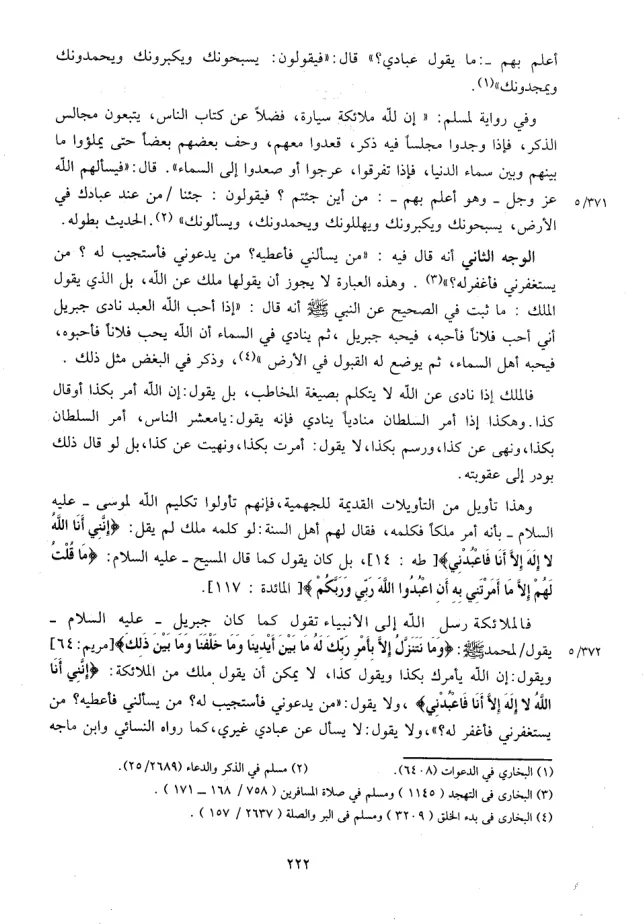 أعلم بهم ـ: ما يقول عبادي؟» قال: «فيقولون: يسبحونك ويكبرونك ويحمدونك
ويمجدونك»(١).
وفي رواية لمسلم: « إن لله ملائكة سيارة، فضلاً عن كتاب الناس، يتبعون مجالس
الذكر، فإذا وجدوا مجلساً فيه ذكر، قعدوا معهم، وحف بعضهم بعضاً حتى يملؤوا ما
بينهم وبين سماء الدنيا، فإذا تفرقوا، عرجوا أو صعدوا إلى السماء». قال: «فيسألهم الله
عز وجل ـ وهو أعلم بهم ـ : من أين جئتم ؟ فيقولون : جئنا /من عند عبادك في
٥/٣٧١
الأرض، يسبحونك ويكبرونك ويهللونك ويحمدونك، ويسألونك» (٢).الحديث بطوله.
الوجه الثاني أنه قال فيه : «من يسألني فأعطيه؟ من يدعوني فأستجيب له ؟ من
يستغفرني فأغفرله؟»(٣) . وهذه العبارة لا يجوز أن يقولها ملك عن الله، بل الذي يقول
الملك : ما ثبت في الصحيح عن النبي ﷺ أنه قال : «إذا أحب الله العبد نادى جبريل
أني أحب فلاناً فأحبه، فيحبه جبريل ،ثم ينادي في السماء أن الله يحب فلاناً فأحبوه،
فيحبه أهل السماء، ثم يوضع له القبول في الأرض »(٤)، وذكر في البغض مثل ذلك .
فالملك إذا نادى عن الله لا يتكلم بصيغة المخاطب، بل يقول:إن الله أمر بكذا أوقال
كذا.وهكذا إذا أمر السلطان منادياً ينادي فإنه يقول:يامعشر الناس، أمر السلطان
بكذا،ونهى عن كذا،ورسم بكذا،لا يقول: أمرت بكذا،ونهيت عن كذا،بل لو قال ذلك
بودر إلى عقوبته.
وهذا تأويل من التأويلات القديمة للجهمية،فإنهم تأولوا تكليم الله لموسى ـ عليه
السلام ـ بأنه أمر ملكاً فكلمه، فقال لهم أهل السنة:لو كلمه ملك لم يقل: ﴿إِنَّنِي أَنَا اللَّهُ
لا إِلَهَ إِلاَّ أَنَا فَاعْبُدْنِي﴾[ طه : ١٤]، بل كان يقول كما قال المسيح ـ عليه السلام: ﴿مَا قُلْتُ
لَهُمْ إِلاَّ مَا أَمَرْتَنِي بِهِ أَنِ اعْبُدُوا اللَّهَ رَبِّي وَرَبَّكُمْ ﴾[ المائدة : ١١٧].
فالملائكة رسل الله إلى الأنبياء تقول كما كان جبريل ـ عليه السلام ـ
يقول/لمحمدﷺ: ﴿وَمَا نَتَنَزَّلُ إِلاَّ بِأَمْرِ رَبِّكَ لَهُ مَا بَيْنَ أَيْدِينَا وَمَا خَلْفَنَا وَمَا بَيْنَ ذَلِكَ﴾[مريم:٦٤]
٥/٣٧٢
ويقول: إن الله يأمرك بكذا ويقول كذا، لا يمكن أن يقول ملك من الملائكة: ﴿إِنَّنِي أَنَا
اللَّهُ لا إِلَهَ إِلاَّ أَنَا فَاعْبُدْنِي﴾ ،ولا يقول: «من يدعوني فأستجيب له؟ من يسألني فأعطيه؟ من
يستغفرني فأغفر له؟»،ولا يقول: لا يسأل عن عبادي غيري،كما رواه النسائي وابن ماجه
(١) البخاري في الدعوات (٦٤٠٨). (٢) مسلم في الذكر والدعاء (٢٥/٢٦٨٩).
(٣) البخارى فى التهجد ( ١١٤٥ ) ومسلم في صلاة المسافرين ( ٧٥٨ / ١٦٨ ــ ١٧١ ) .
(٤) البخارى فى بدء الخلق ( ٣٢٠٩ ) ومسلم فى البر والصلة ( ٢٦٣٧ / ١٥٧ ) .
٢٢٢